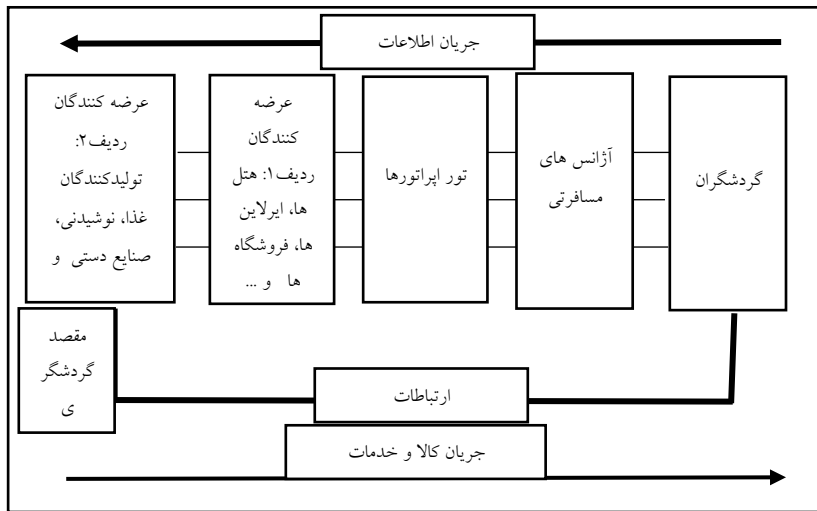 جریان اطلاعات
گردشگران
آژانس های
مسافرتی
تور اپراتورها
عرضه
کنندگان
ردیف۱: هتل
ها، ایرلاین
ها، فروشگاه
ها و ...
عرضه کنندگان
ردیف۲:
تولیدکنندگان
غذا، نوشیدنی،
صنایع دستی و
مقصد
گردشگر
ی
ارتباطات
جریان کالا و خدمات